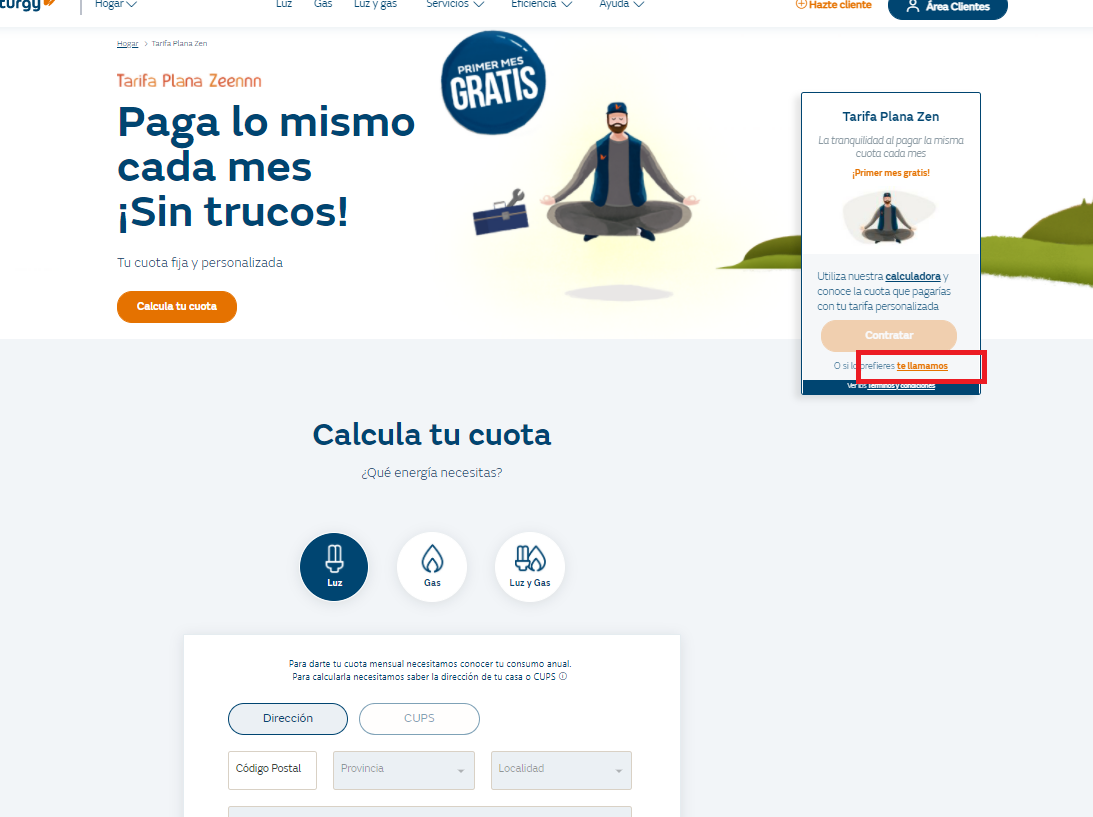 Hogar
Luz
Gas
Luz y gas
Servicios
Eficiencia
Ayuda
Hazte cliente
Área Clientes
Hogar > Tarifa Plana Zen
Tarifa Plana Zeennn
Paga lo mismo
cada mes
¡Sin trucos!
Tu cuota fija y personalizada
Calcula tu cuota
PRIMER MES
GRATIS
Tarifa Plana Zen
La tranquilidad al pagar la misma
cuota cada mes
¡Primer mes gratis!
Utiliza nuestra calculadora y
conoce la cuota que pagarías
con tu tarifa personalizada
Contratar
O si lo prefieres te llamamos
Ver los Términos y condiciones
Calcula tu cuota
¿Qué energía necesitas?
Luz
Gas
Luz y Gas
Para darte tu cuota mensual necesitamos conocer tu consumo anual.
Para calcularla necesitamos saber la dirección de tu casa o CUPS
Dirección
CUPS
Código Postal
Provincia
Localidad